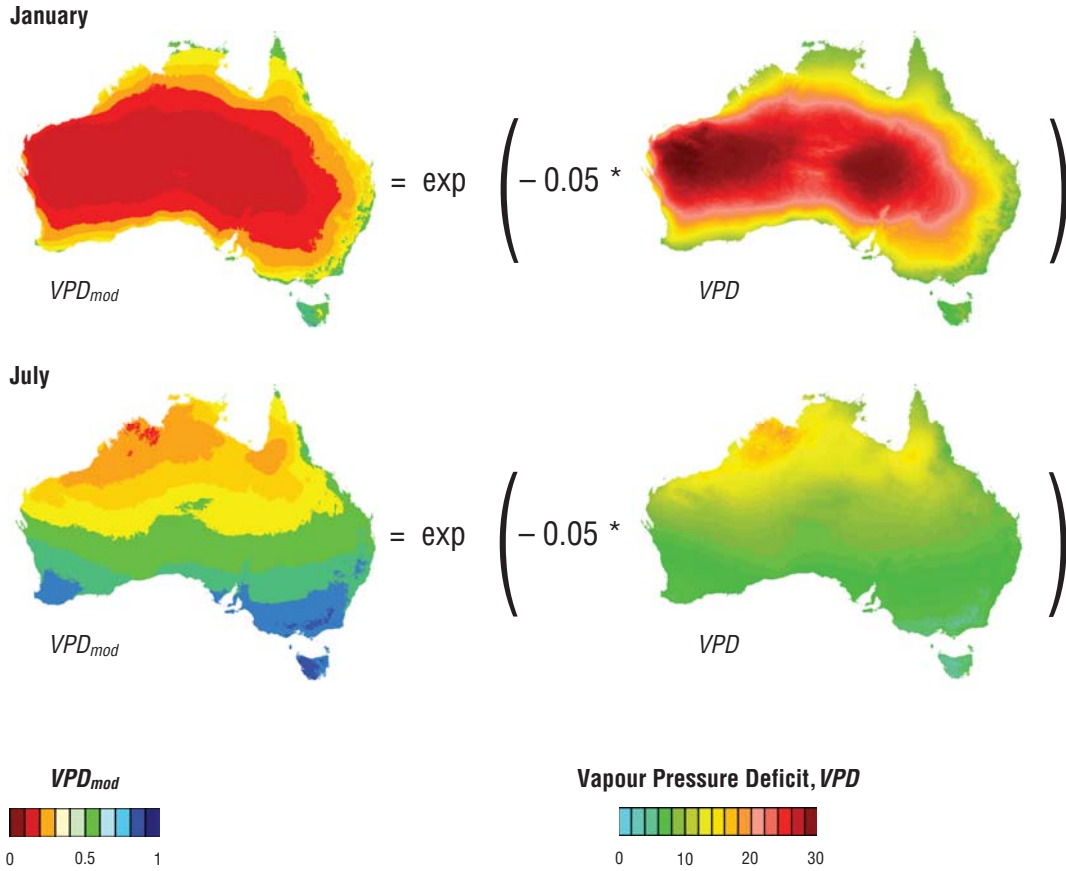 January
= exp ( – 0.05 * )
VPDmod
VPD
July
= exp ( – 0.05 * )
VPDmod
VPD
VPDmod
0 0.5 1
Vapour Pressure Deficit, VPD
0 10 20 30